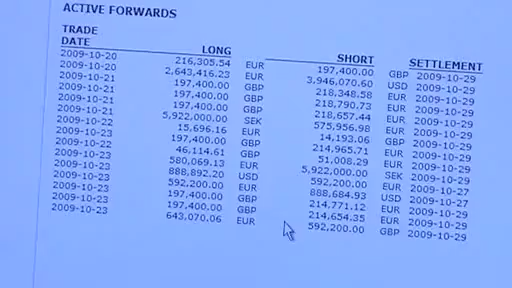 ACTIVE FORWARDS
TRADE
DATE LONG SHORT SETTLEMENT
2009-10-20 216,305.54 EUR 197,400.00 GBP 2009-10-29
2009-10-20 2,643,416.23 EUR 3,946,070.60 USD 2009-10-29
2009-10-21 197,400.00 GBP 218,348.58 EUR 2009-10-29
2009-10-21 197,400.00 GBP 218,790.73 EUR 2009-10-29
2009-10-21 197,400.00 GBP 218,657.44 EUR 2009-10-29
2009-10-21 5,922,000.00 SEK 575,956.98 EUR 2009-10-29
2009-10-22 15,696.16 EUR 14,193.06 GBP 2009-10-29
2009-10-23 197,400.00 GBP 214,965.71 EUR 2009-10-29
2009-10-23 46,114.61 GBP 51,008.29 EUR 2009-10-29
2009-10-23 580,069.13 EUR 5,922,000.00 SEK 2009-10-29
2009-10-23 888,892.20 USD 592,200.00 EUR 2009-10-27
2009-10-23 592,200.00 EUR 888,684.93 USD 2009-10-27
2009-10-23 197,400.00 GBP 214,771.12 EUR 2009-10-29
2009-10-23 197,400.00 GBP 214,654.35 EUR 2009-10-29
2009-10-23 643,070.06 EUR 592,200.00 GBP 2009-10-29